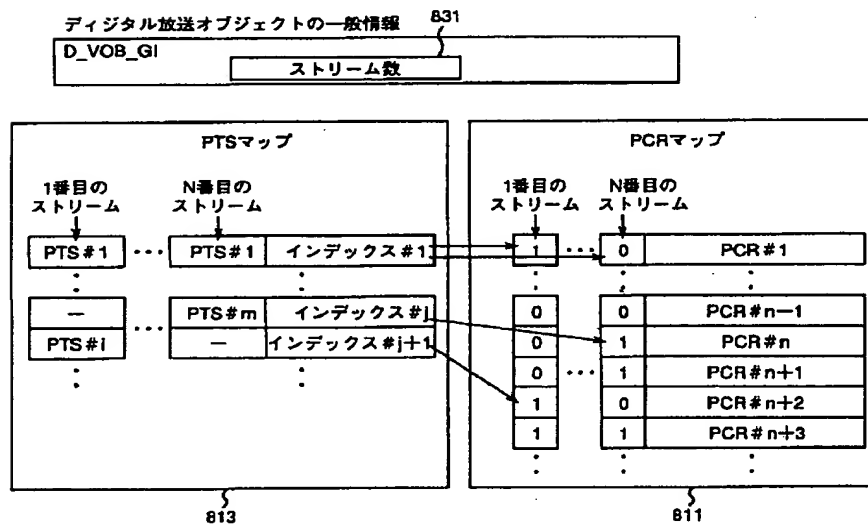 ディジタル放送オブジェクトの一般情報
831
D_VOB_GI
ストリーム数
PTSマップ
1番目の
ストリーム
N番目の
ストリーム
PTS#1 ・・・ PTS#1 インデックス#1
— ・・・ PTS#m インデックス#j
PTS#i — インデックス#j+1
813
PCRマップ
1番目の
ストリーム
N番目の
ストリーム
1 ・・・ 0 PCR#1
0 0 PCR#n−1
0 1 PCR#n
0 ・・・ 1 PCR#n+1
1 0 PCR#n+2
1 1 PCR#n+3
811